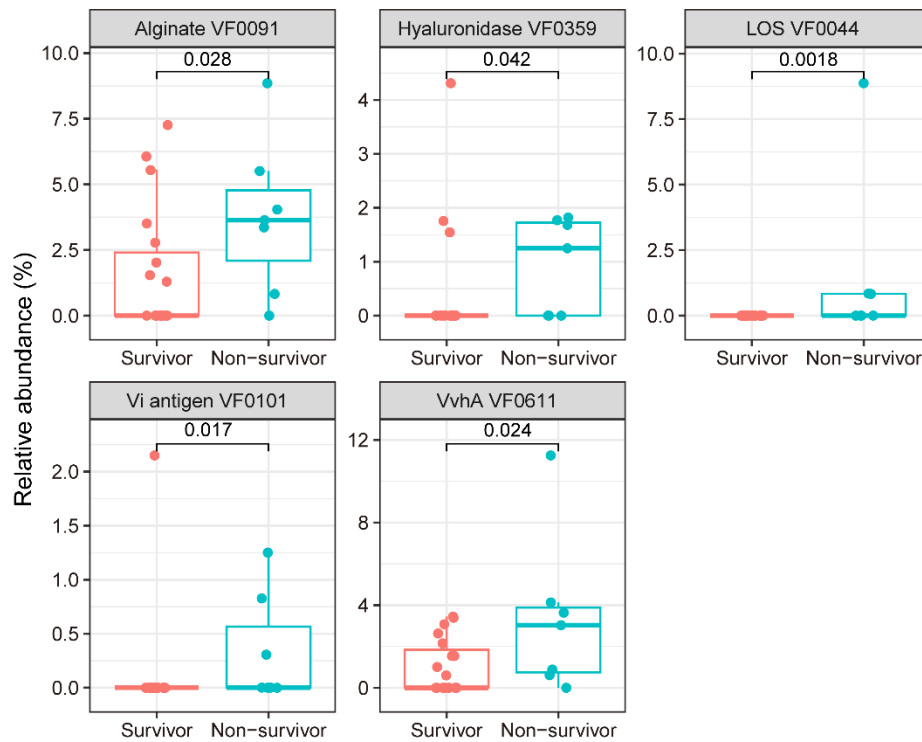 Alginate VF0091
Hyaluronidase VF0359
LOS VF0044
10.0
7.5
5.0
2.5
0.0
0.028
4
3
2
1
0
0.042
10.0
7.5
5.0
2.5
0.0
0.0018
Survivor Non−survivor
Survivor Non−survivor
Survivor Non−survivor
Relative abundance (%)
Vi antigen VF0101
VvhA VF0611
2.0
1.5
1.0
0.5
0.0
0.017
12
8
4
0
0.024
Survivor Non−survivor
Survivor Non−survivor